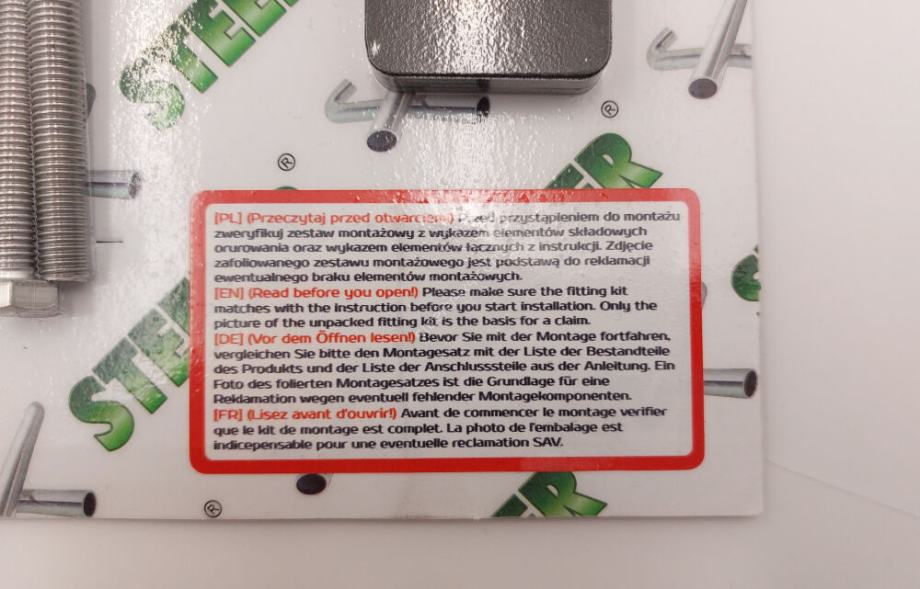 STEELER
®
®
[PL] (Przeczytaj przed otwarciem) Przed przystąpieniem do montażu
zweryfikuj zestaw montażowy z wykazem elementów składowych
orurowania oraz wykazem elementów łącznych z instrukcji. Zdjęcie
zafoliowanego zestawu montażowego jest podstawą do reklamacji
ewentualnego braku elementów montażowych.
[EN] (Read before you open!) Please make sure the fitting kit
matches with the instruction before you start installation. Only the
picture of the unpacked fitting kit is the basis for a claim.
[DE] (Vor dem Öffnen lesen!) Bevor Sie mit der Montage fortfahren,
vergleichen Sie bitte den Montagesatz mit der Liste der Bestandteile
des Produkts und der Liste der Anschlusssteile aus der Anleitung. Ein
Foto des folierten Montagesatzes ist die Grundlage für eine
Reklamation wegen eventuell fehlender Montagekomponenten.
[FR] (Lisez avant d'ouvrir!) Avant de commencer le montage verifier
que le kit de montage est complet. La photo de l'embalage est
indicepensable pour une eventuelle reclamation SAV.
®